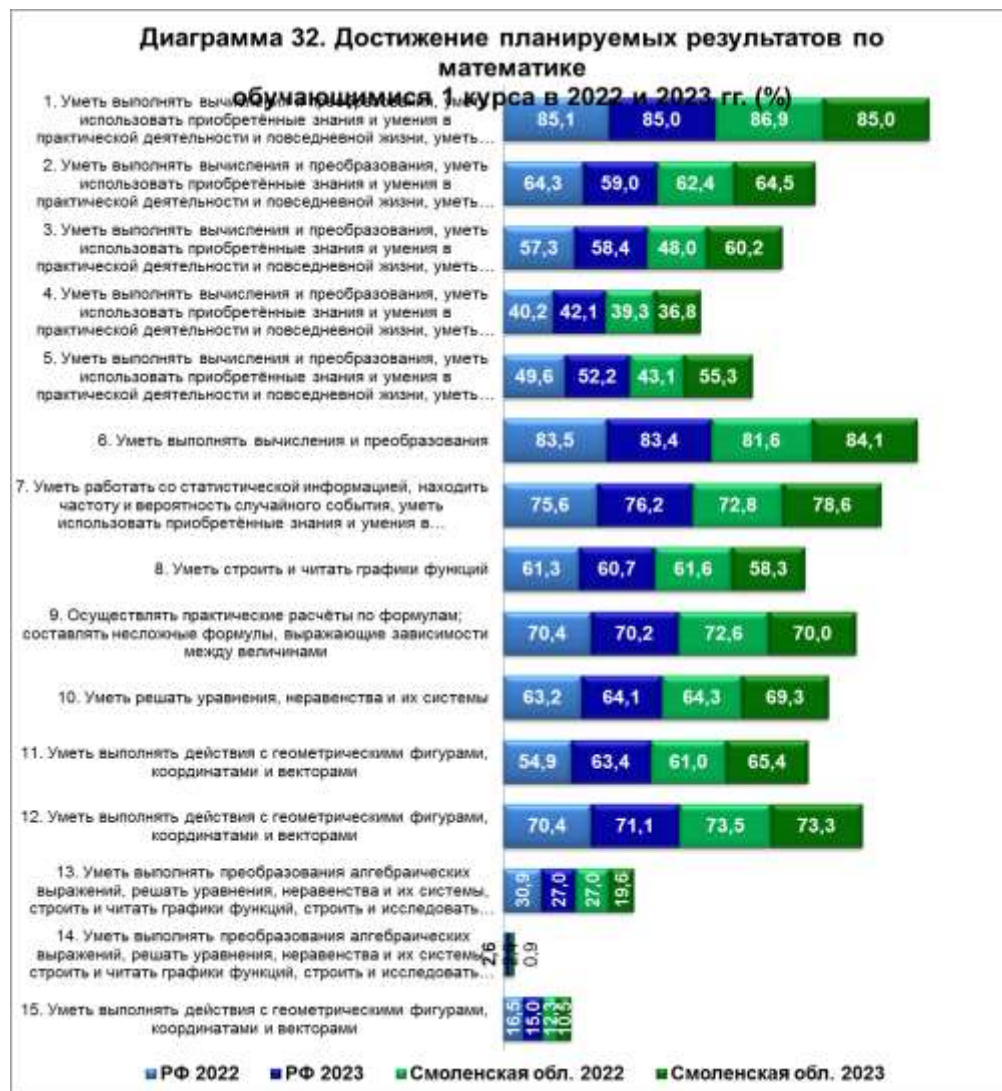 Диаграмма 32. Достижение планируемых результатов по
математике
обучающимися 1 курса в 2022 и 2023 гг. (%)
1. Уметь выполнять вычисления и преобразования, уметь
использовать приобретённые знания и умения в
практической деятельности и повседневной жизни, уметь...
85,1 85,0 86,9 85,0
2. Уметь выполнять вычисления и преобразования, уметь
использовать приобретённые знания и умения в
практической деятельности и повседневной жизни, уметь...
64,3 59,0 62,4 64,5
3. Уметь выполнять вычисления и преобразования, уметь
использовать приобретённые знания и умения в
практической деятельности и повседневной жизни, уметь...
57,3 58,4 48,0 60,2
4. Уметь выполнять вычисления и преобразования, уметь
использовать приобретённые знания и умения в
практической деятельности и повседневной жизни, уметь...
40,2 42,1 39,3 36,8
5. Уметь выполнять вычисления и преобразования, уметь
использовать приобретённые знания и умения в
практической деятельности и повседневной жизни, уметь...
49,6 52,2 43,1 55,3
6. Уметь выполнять вычисления и преобразования
83,5 83,4 81,6 84,1
7. Уметь работать со статистической информацией, находить
частоту и вероятность случайного события, уметь
использовать приобретённые знания и умения в...
75,6 76,2 72,8 78,6
8. Уметь строить и читать графики функций
61,3 60,7 61,6 58,3
9. Осуществлять практические расчёты по формулам;
составлять несложные формулы, выражающие зависимости
между величинами
70,4 70,2 72,6 70,0
10. Уметь решать уравнения, неравенства и их системы
63,2 64,1 64,3 69,3
11. Уметь выполнять действия с геометрическими фигурами,
координатами и векторами
54,9 63,4 61,0 65,4
12. Уметь выполнять действия с геометрическими фигурами,
координатами и векторами
70,4 71,1 73,5 73,3
13. Уметь выполнять преобразования алгебраических
выражений, решать уравнения, неравенства и их системы,
строить и читать графики функций, строить и исследовать...
30,9 27,0 27,0 19,6
14. Уметь выполнять преобразования алгебраических
выражений, решать уравнения, неравенства и их системы,
строить и читать графики функций, строить и исследовать...
2,6 0,9
15. Уметь выполнять действия с геометрическими фигурами,
координатами и векторами
16,5 15,0 12,3 10,5
РФ 2022 РФ 2023 Смоленская обл. 2022 Смоленская обл. 2023